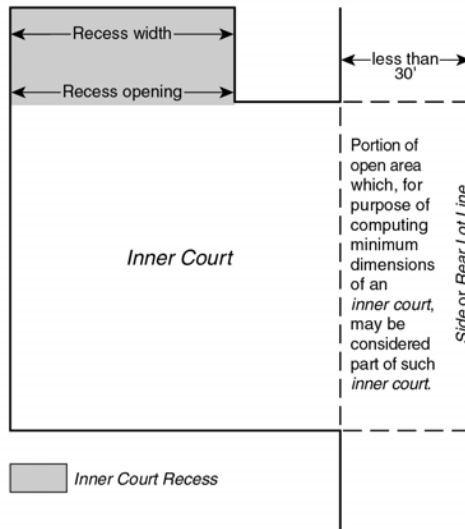 Recess width
Recess opening
less than
30'
Portion of
open area
which, for
purpose of
computing
minimum
dimensions
of an
inner court,
may be
considered
part of such
inner court.
Side or Rear Lot Line
Inner Court
Inner Court Recess